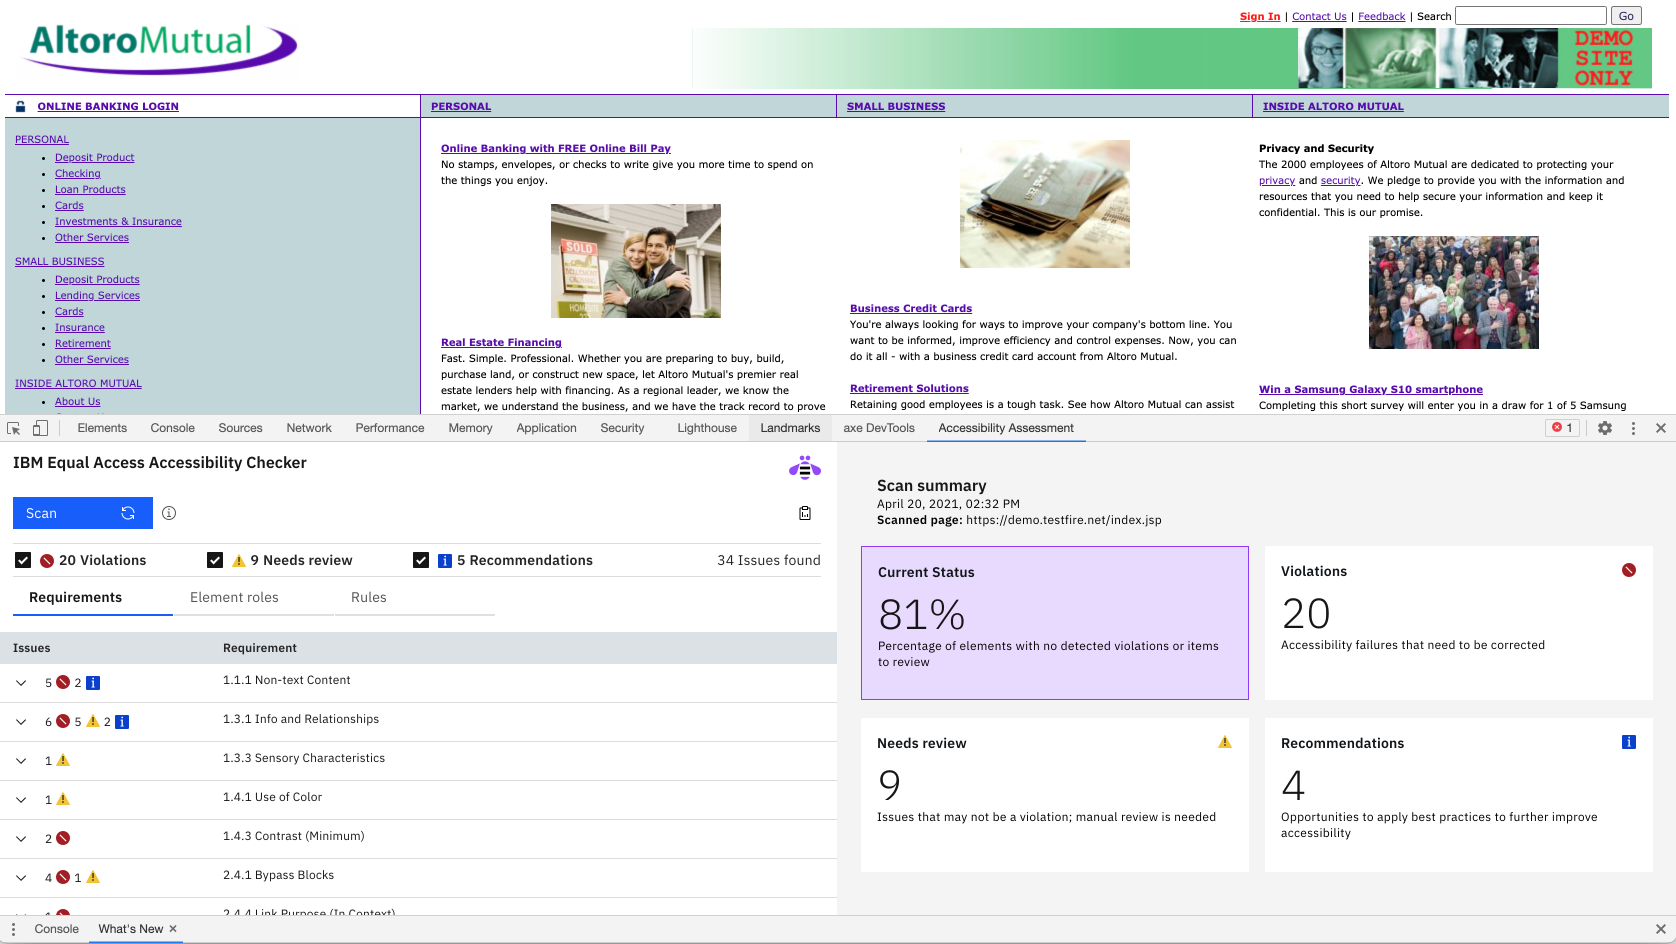 Sign In | Contact Us | Feedback | Search Go
AltoroMutual
DEMO
SITE
ONLY
ONLINE BANKING LOGIN
PERSONAL
SMALL BUSINESS
INSIDE ALTORO MUTUAL
PERSONAL
Deposit Product
Checking
Loan Products
Cards
Investments & Insurance
Other Services
SMALL BUSINESS
Deposit Products
Lending Services
Cards
Insurance
Retirement
Other Services
INSIDE ALTORO MUTUAL
About Us
Online Banking with FREE Online Bill Pay
No stamps, envelopes, or checks to write give you more time to spend on
the things you enjoy.
SOLD
Real Estate Financing
Fast. Simple. Professional. Whether you are preparing to buy, build,
purchase land, or construct new space, let Altoro Mutual's premier real
estate lenders help with financing. As a regional leader, we know the
market, we understand the business, and we have the track record to prove
Business Credit Cards
You're always looking for ways to improve your company's bottom line. You
want to be informed, improve efficiency and control expenses. Now, you can
do it all - with a business credit card account from Altoro Mutual.
Retirement Solutions
Retaining good employees is a tough task. See how Altoro Mutual can assist
Privacy and Security
The 2000 employees of Altoro Mutual are dedicated to protecting your
privacy and security. We pledge to provide you with the information and
resources that you need to help secure your information and keep it
confidential. This is our promise.
Win a Samsung Galaxy S10 smartphone
Completing this short survey will enter you in a draw for 1 of 5 Samsung
Elements Console Sources Network Performance Memory Application Security Lighthouse Landmarks axe DevTools Accessibility Assessment 1
IBM Equal Access Accessibility Checker
Scan
20 Violations 9 Needs review 5 Recommendations 34 Issues found
Requirements Element roles Rules
Issues Requirement
5 2 1.1.1 Non-text Content
6 5 2 1.3.1 Info and Relationships
1 1.3.3 Sensory Characteristics
1 1.4.1 Use of Color
2 1.4.3 Contrast (Minimum)
4 1 2.4.1 Bypass Blocks
1 2.4.4 Link Purpose (In Context)
Scan summary
April 20, 2021, 02:32 PM
Scanned page: https://demo.testfire.net/index.jsp
Current Status
81%
Percentage of elements with no detected violations or items
to review
Violations
20
Accessibility failures that need to be corrected
Needs review
9
Issues that may not be a violation; manual review is needed
Recommendations
4
Opportunities to apply best practices to further improve
accessibility
Console What's New